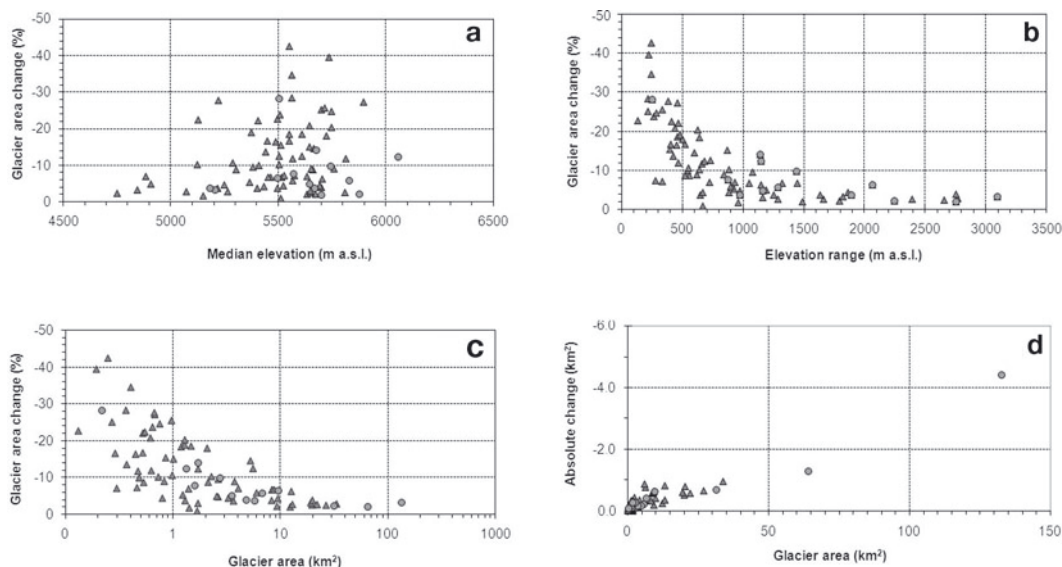 a
-50
-40
-30
-20
-10
0
Glacier area change (%)
4500 5000 5500 6000 6500
Median elevation (m a.s.l.)
b
-50
-40
-30
-20
-10
0
Glacier area change (%)
0 500 1000 1500 2000 2500 3000 3500
Elevation range (m a.s.l.)
c
-50
-40
-30
-20
-10
0
Glacier area change (%)
0 1 10 100 1000
Glacier area (km²)
d
-6.0
-4.0
-2.0
0.0
Absolute change (km²)
0 50 100 150
Glacier area (km²)